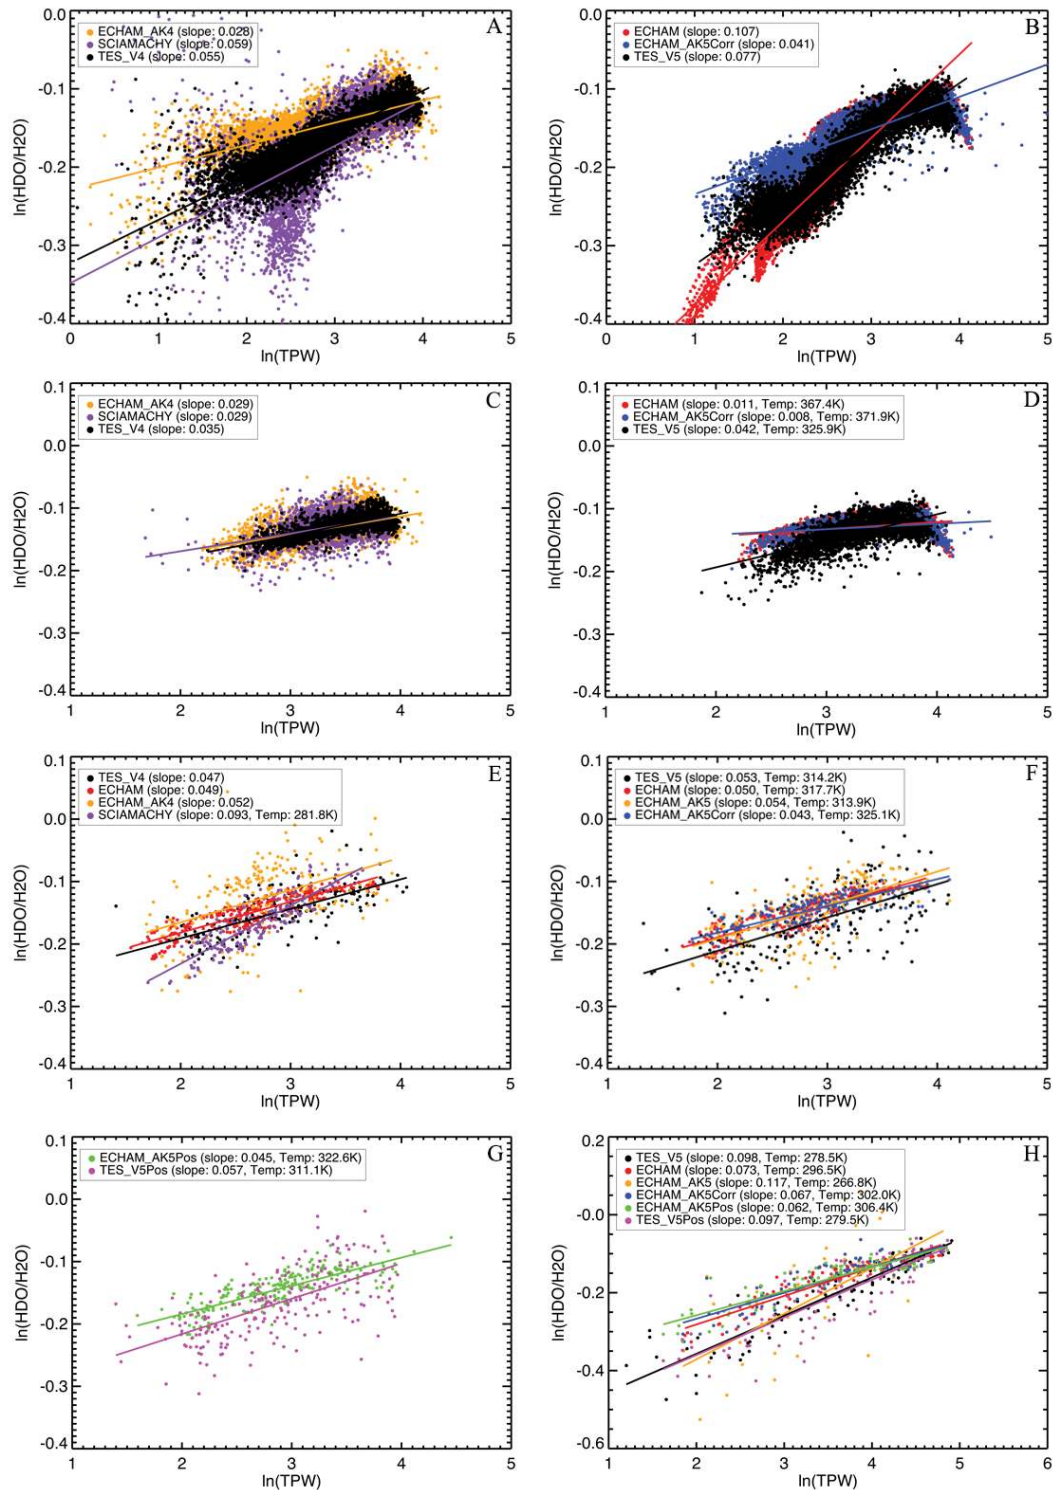 A
ECHAM_AK4 (slope: 0.028)
SCIAMACHY (slope: 0.059)
TES_V4 (slope: 0.055)
ln(HDO/H2O)
-0.0
-0.1
-0.2
-0.3
-0.4
0 1 2 3 4 5
ln(TPW)
B
ECHAM (slope: 0.107)
ECHAM_AK5Corr (slope: 0.041)
TES_V5 (slope: 0.077)
ln(HDO/H2O)
-0.0
-0.1
-0.2
-0.3
-0.4
0 1 2 3 4 5
ln(TPW)
C
ECHAM_AK4 (slope: 0.029)
SCIAMACHY (slope: 0.029)
TES_V4 (slope: 0.035)
ln(HDO/H2O)
0.1
0.0
-0.1
-0.2
-0.3
-0.4
1 2 3 4 5
ln(TPW)
D
ECHAM (slope: 0.011, Temp: 367.4K)
ECHAM_AK5Corr (slope: 0.008, Temp: 371.9K)
TES_V5 (slope: 0.042, Temp: 325.9K)
ln(HDO/H2O)
0.1
0.0
-0.1
-0.2
-0.3
-0.4
1 2 3 4 5
ln(TPW)
E
TES_V4 (slope: 0.047)
ECHAM (slope: 0.049)
ECHAM_AK4 (slope: 0.052)
SCIAMACHY (slope: 0.093, Temp: 281.8K)
ln(HDO/H2O)
0.1
0.0
-0.1
-0.2
-0.3
-0.4
1 2 3 4 5
ln(TPW)
F
TES_V5 (slope: 0.053, Temp: 314.2K)
ECHAM (slope: 0.050, Temp: 317.7K)
ECHAM_AK5 (slope: 0.054, Temp: 313.9K)
ECHAM_AK5Corr (slope: 0.043, Temp: 325.1K)
ln(HDO/H2O)
0.1
0.0
-0.1
-0.2
-0.3
-0.4
1 2 3 4 5
ln(TPW)
G
ECHAM_AK5Pos (slope: 0.045, Temp: 322.6K)
TES_V5Pos (slope: 0.057, Temp: 311.1K)
ln(HDO/H2O)
0.1
0.0
-0.1
-0.2
-0.3
-0.4
1 2 3 4 5
ln(TPW)
H
TES_V5 (slope: 0.098, Temp: 278.5K)
ECHAM (slope: 0.073, Temp: 296.5K)
ECHAM_AK5 (slope: 0.117, Temp: 266.8K)
ECHAM_AK5Corr (slope: 0.067, Temp: 302.0K)
ECHAM_AK5Pos (slope: 0.062, Temp: 306.4K)
TES_V5Pos (slope: 0.097, Temp: 279.5K)
ln(HDO/H2O)
0.2
-0.0
-0.2
-0.4
-0.6
1 2 3 4 5 6
ln(TPW)